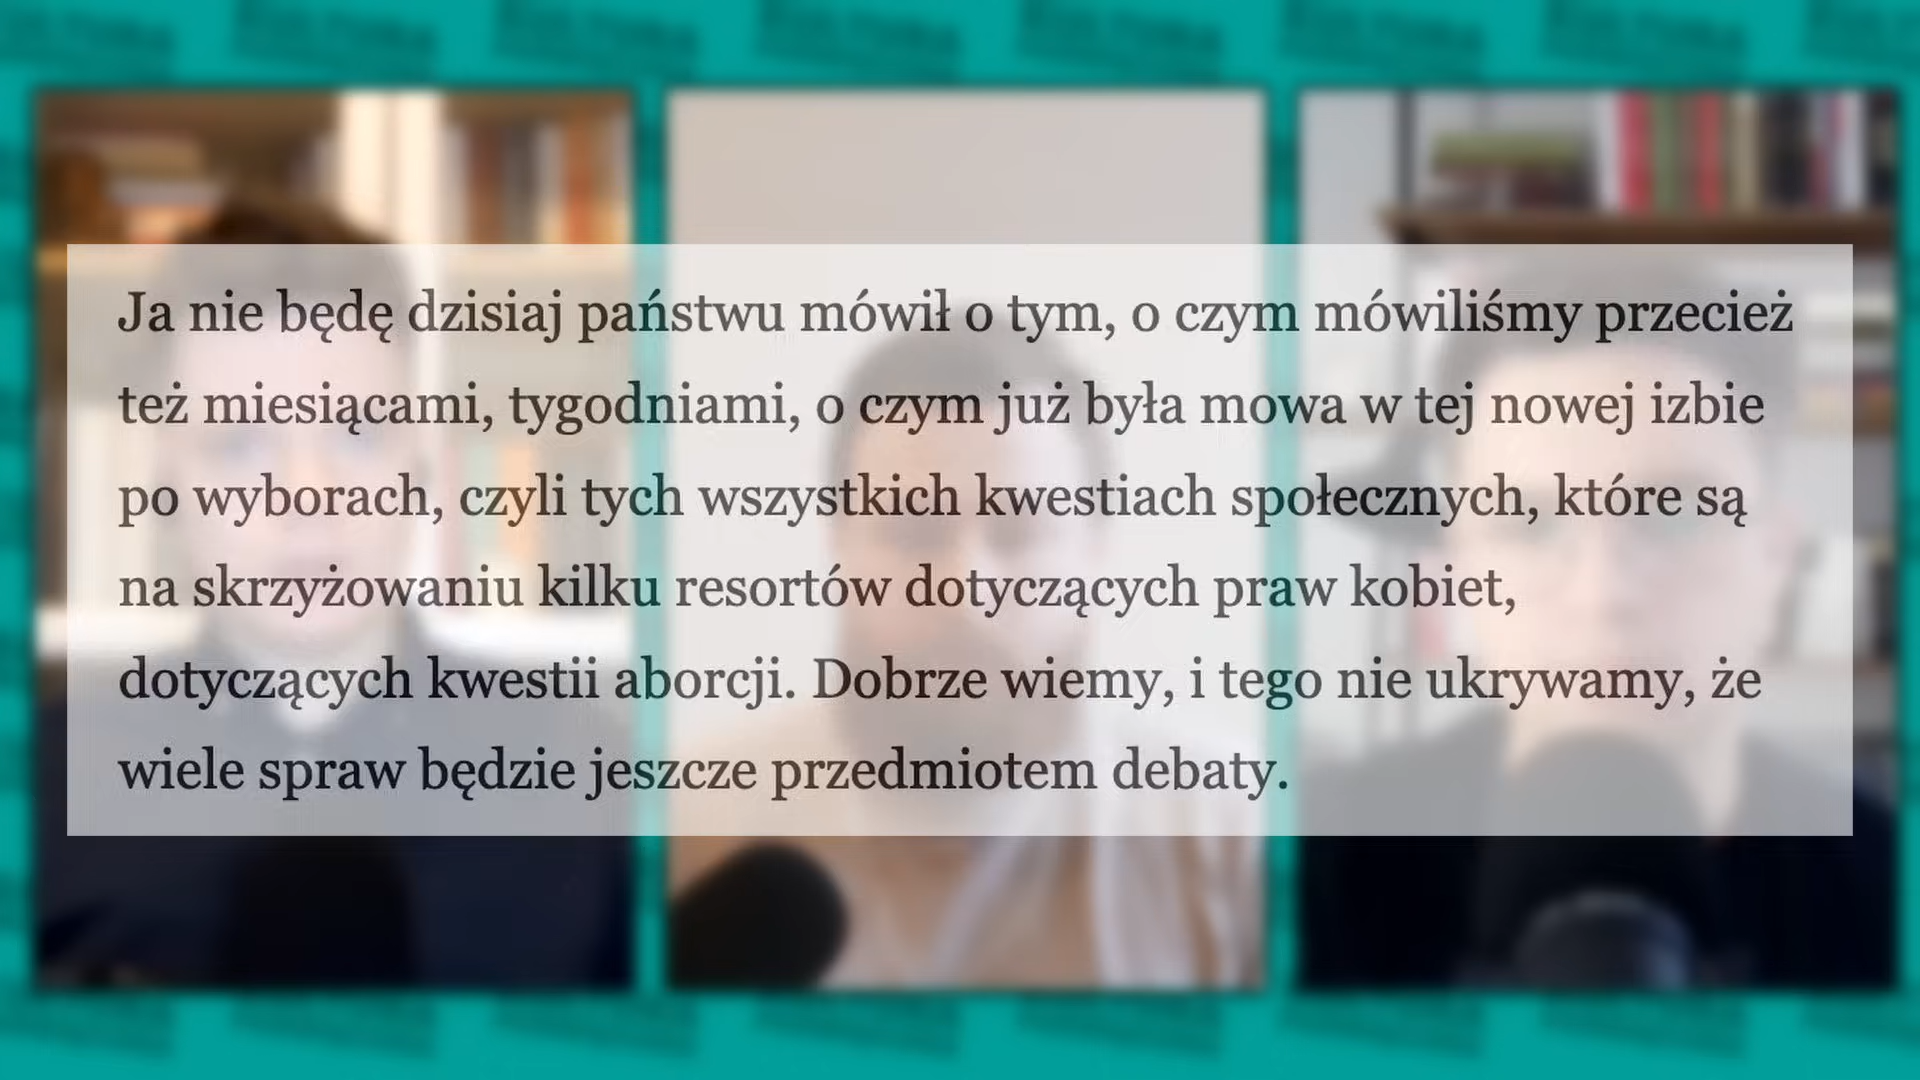 Ja nie będę dzisiaj państwu mówił o tym, o czym mówiliśmy przecież
też miesiącami, tygodniami, o czym już była mowa w tej nowej izbie
po wyborach, czyli tych wszystkich kwestiach społecznych, które są
na skrzyżowaniu kilku resortów dotyczących praw kobiet,
dotyczących kwestii aborcji. Dobrze wiemy, i tego nie ukrywamy, że
wiele spraw będzie jeszcze przedmiotem debaty.